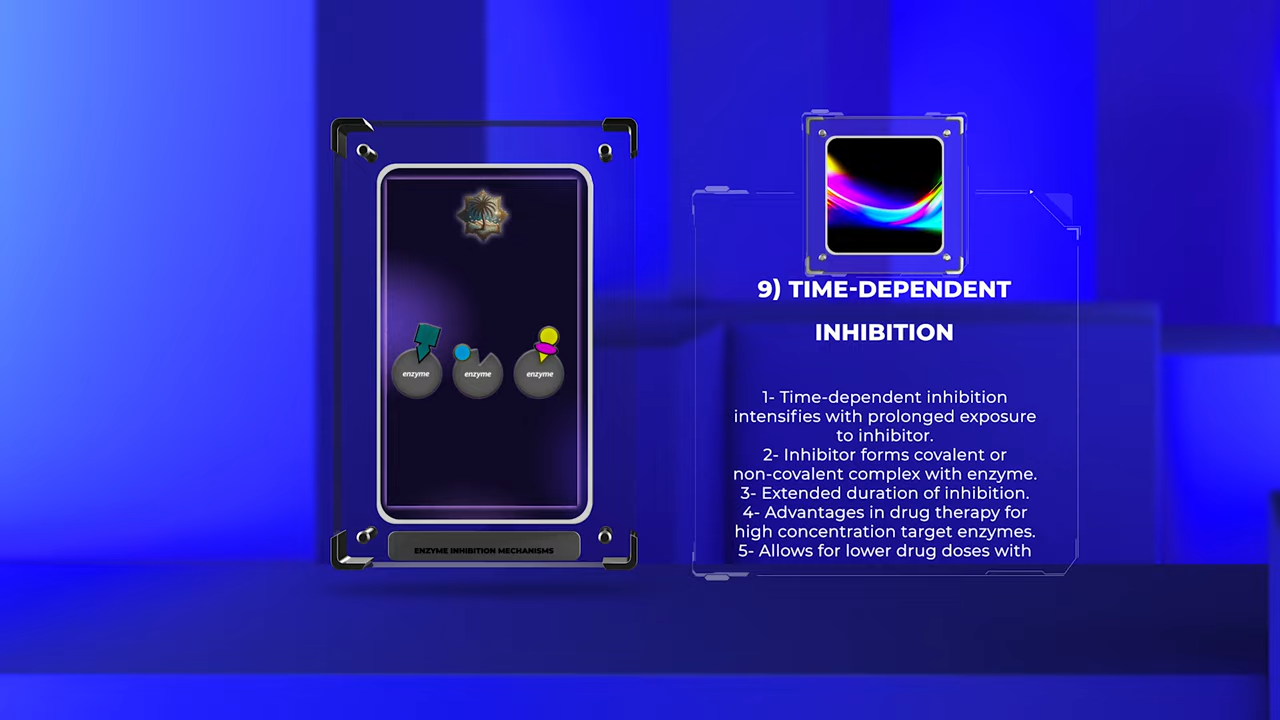 enzyme
enzyme
enzyme
ENZYME INHIBITION MECHANISMS
9) TIME-DEPENDENT
INHIBITION
1- Time-dependent inhibition
intensifies with prolonged exposure
to inhibitor.
2- Inhibitor forms covalent or
non-covalent complex with enzyme.
3- Extended duration of inhibition.
4- Advantages in drug therapy for
high concentration target enzymes.
5- Allows for lower drug doses with